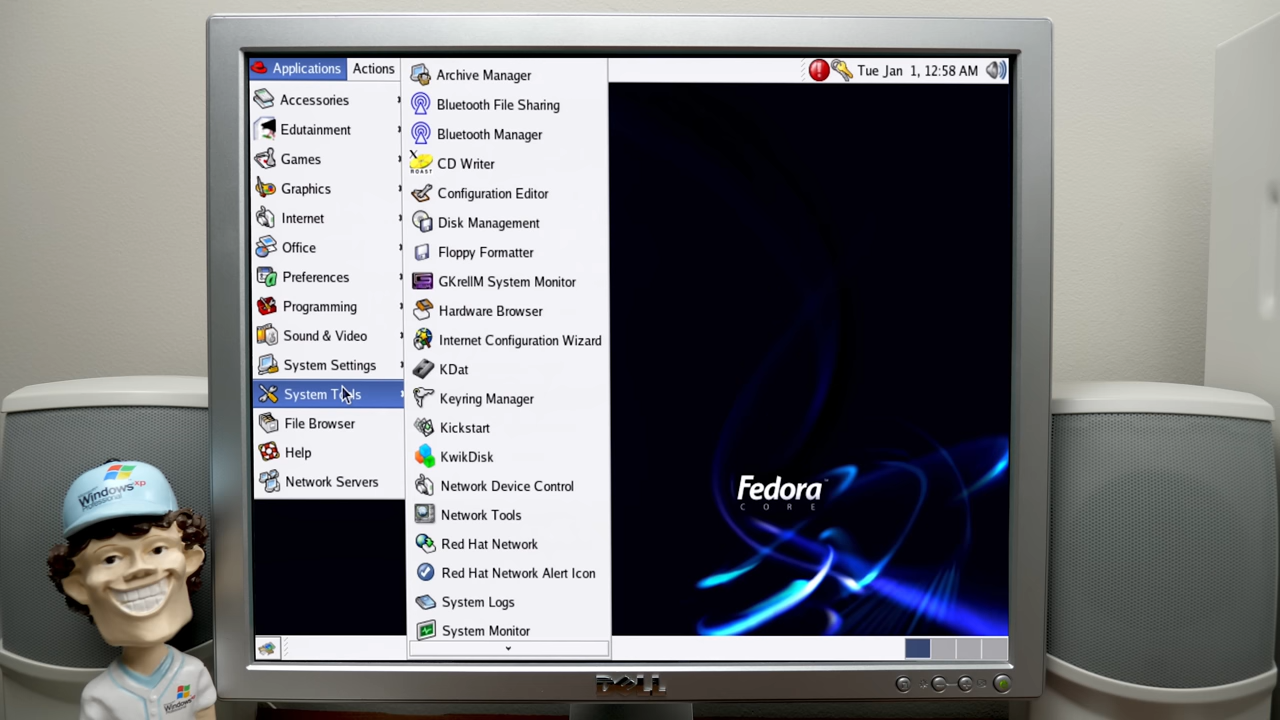 Applications
Actions
Tue Jan 1, 12:58 AM
Accessories
Edutainment
Games
Graphics
Internet
Office
Preferences
Programming
Sound & Video
System Settings
System Tools
File Browser
Help
Network Servers
Archive Manager
Bluetooth File Sharing
Bluetooth Manager
X
ROAST
CD Writer
Configuration Editor
Disk Management
Floppy Formatter
GKrellM System Monitor
Hardware Browser
Internet Configuration Wizard
KDat
Keyring Manager
Kickstart
KwikDisk
Network Device Control
Network Tools
Red Hat Network
Red Hat Network Alert Icon
System Logs
System Monitor
Fedora
CORE
DELL
Windows xp
Professional
Windows